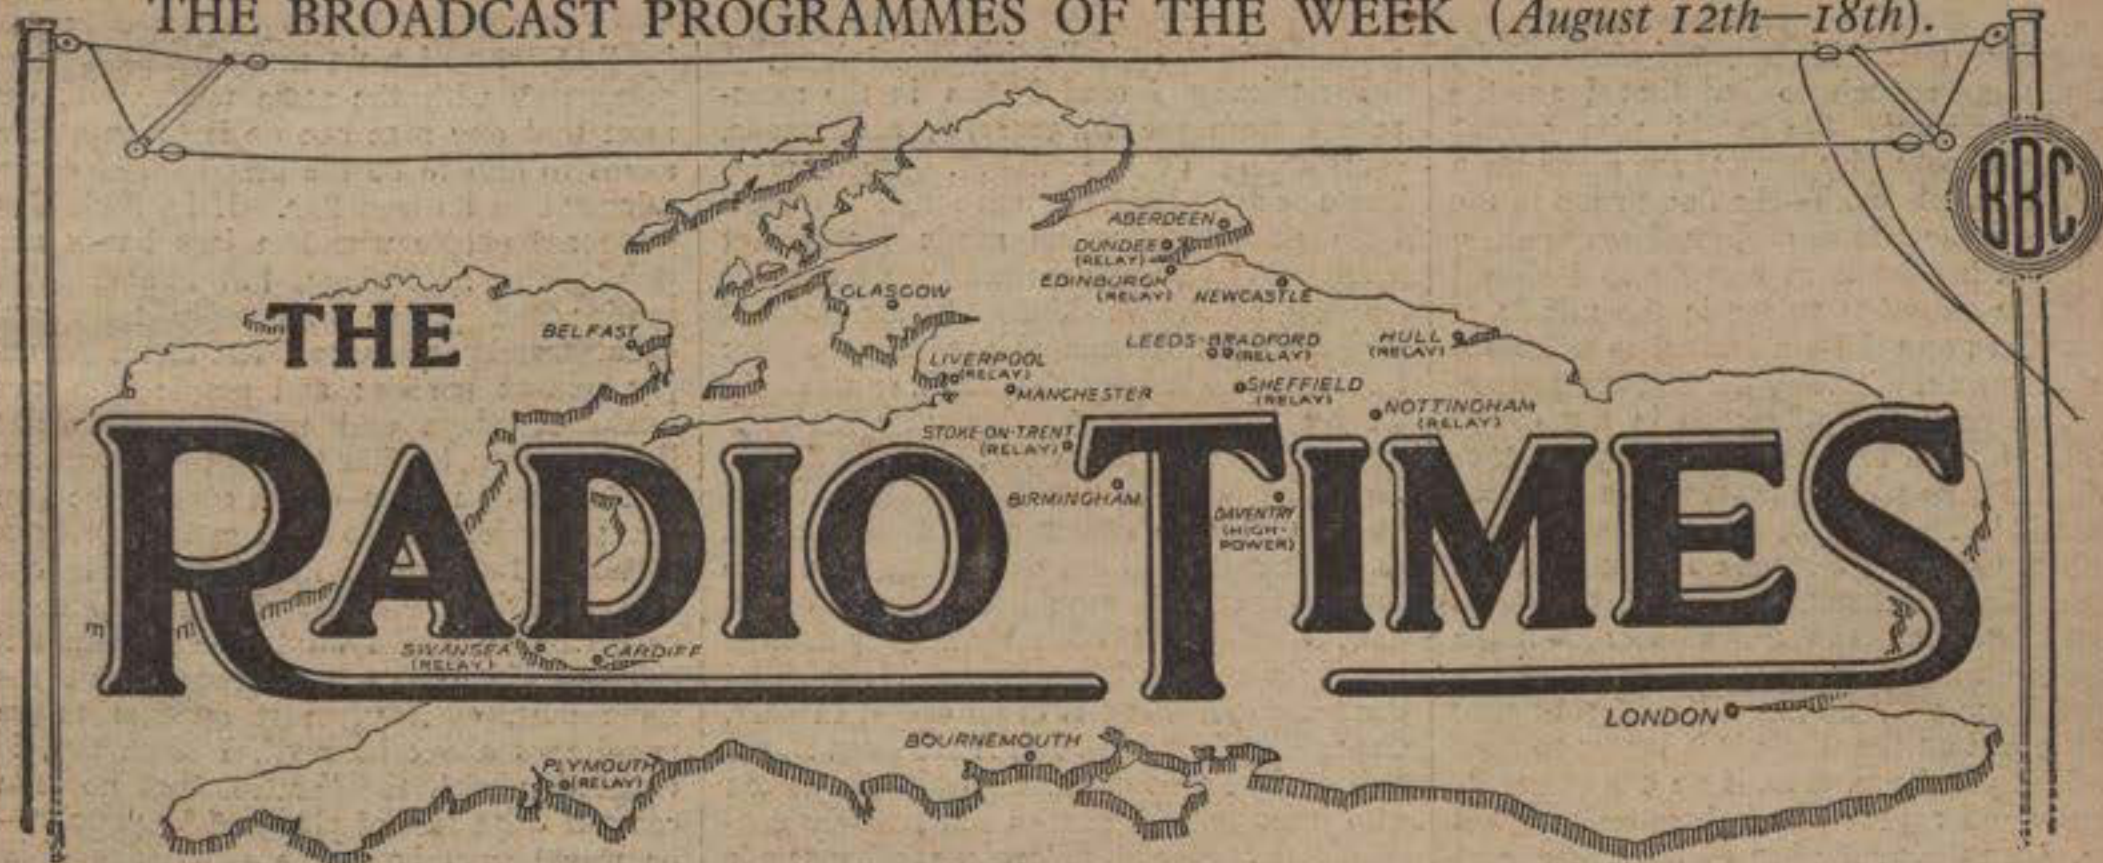 THE BROADCAST PROGRAMMES OF THE WEEK (August 12th—18th).
BBC
ABERDEEN
DUNDEE
(RELAY)
EDINBURGH
(RELAY)
NEWCASTLE
GLASGOW
THE
BELFAST
LEEDS-BRADFORD
(RELAY)
HULL
(RELAY)
LIVERPOOL
(RELAY)
MANCHESTER
SHEFFIELD
(RELAY)
NOTTINGHAM
(RELAY)
STOKE-ON-TRENT
(RELAY)
BIRMINGHAM
DAVENTRY
(HIGH-
POWER)
RADIO TIMES
SWANSEA
(RELAY)
CARDIFF
LONDON
BOURNEMOUTH
PLYMOUTH
(RELAY)